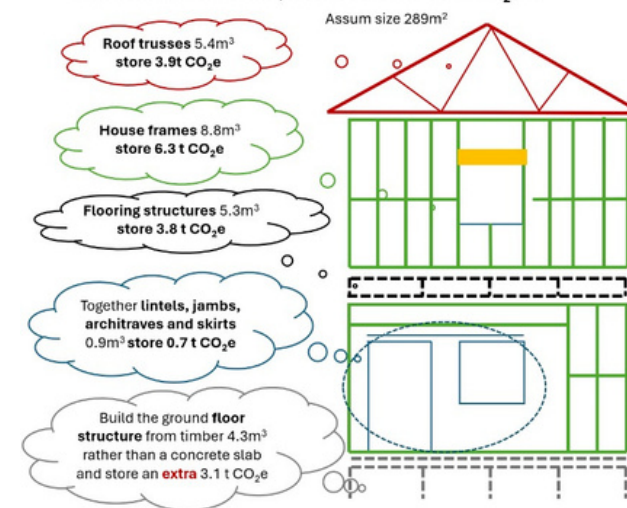 Assum size 289m²
Roof trusses 5.4m³
store 3.9t CO₂e
House frames 8.8m³
store 6.3 t CO₂e
Flooring structures 5.3m³
store 3.8 t CO₂e
Together lintels, jambs,
architraves and skirts
0.9m³ store 0.7 t CO₂e
Build the ground floor
structure from timber 4.3m³
rather than a concrete slab
and store an extra 3.1 t CO₂e